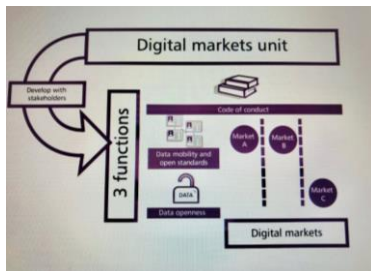 Digital markets unit
Develop with
stakeholders
3 functions
Code of conduct
Data mobility and
open standards
DATA
Data openness
Market
A
Market
B
Market
C
Digital markets